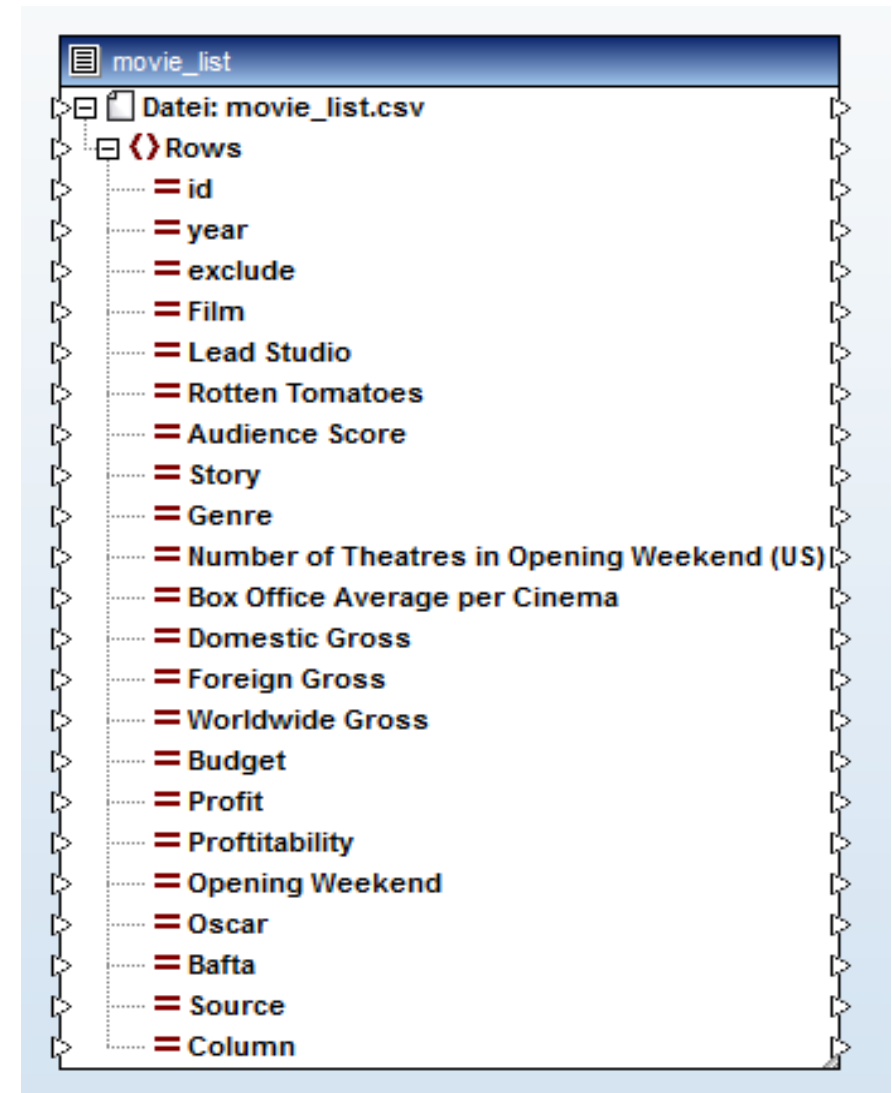 movie_list
Datei: movie_list.csv
Rows
id
year
exclude
Film
Lead Studio
Rotten Tomatoes
Audience Score
Story
Genre
Number of Theatres in Opening Weekend (US)
Box Office Average per Cinema
Domestic Gross
Foreign Gross
Worldwide Gross
Budget
Profit
Proftitability
Opening Weekend
Oscar
Bafta
Source
Column